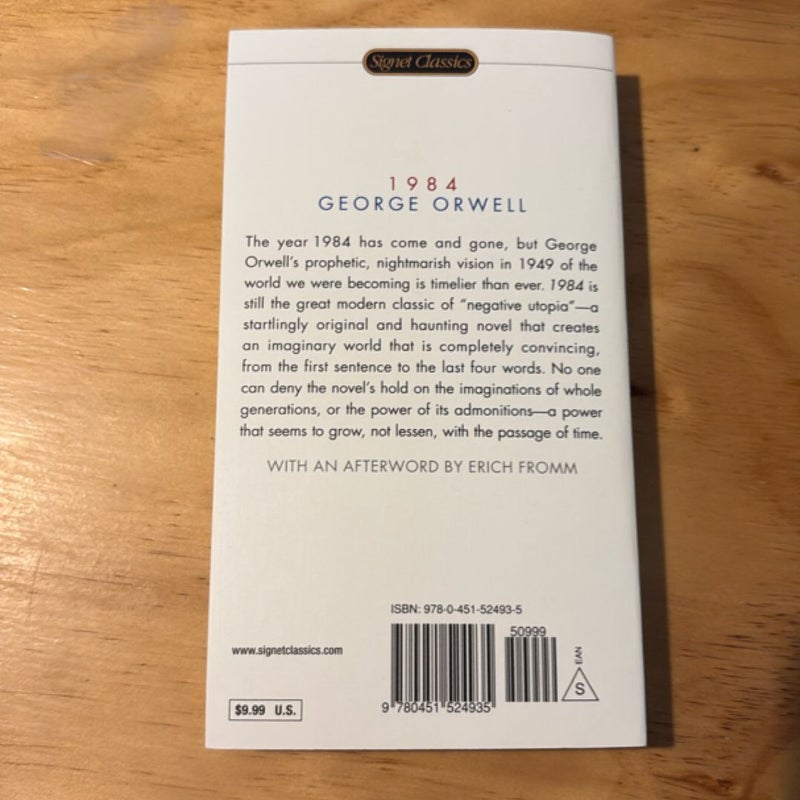 Signet Classics
1984
GEORGE ORWELL
The year 1984 has come and gone, but George
Orwell's prophetic, nightmarish vision in 1949 of the
world we were becoming is timelier than ever. 1984 is
still the great modern classic of "negative utopia"—a
startlingly original and haunting novel that creates
an imaginary world that is completely convincing,
from the first sentence to the last four words. No one
can deny the novel's hold on the imaginations of whole
generations, or the power of its admonitions—a power
that seems to grow, not lessen, with the passage of time.
WITH AN AFTERWORD BY ERICH FROMM
ISBN: 978-0-451-52493-5
50999
www.signetclassics.com
EAN
S
$9.99 U.S.
9 780451 524935